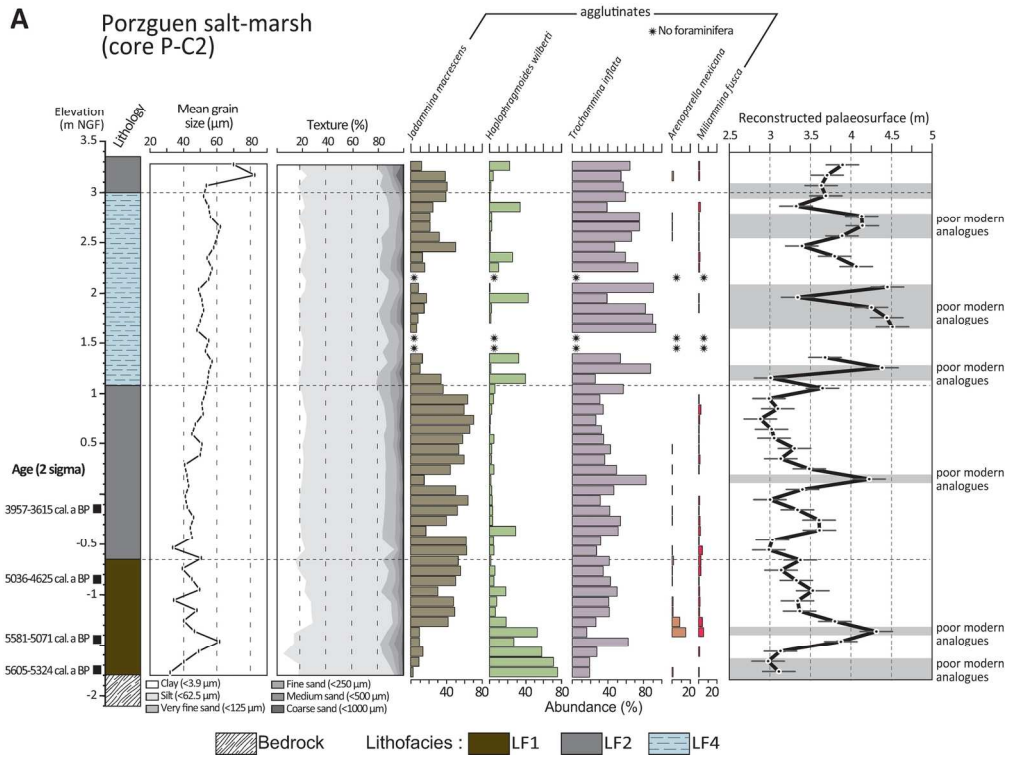 A
Porzguen salt-marsh
(core P-C2)
agglutinates
✷ No foraminifera
Jadammina macrescens
Haplophragmoides wilberti
Trochammina inflata
Arenoparella mexicana
Miliammina fusca
Elevation
(m NGF)
Lithology
Mean grain
size (μm)
Texture (%)
Reconstructed palaeosurface (m)
20 40 60 80
2.5 3 3.5 4 4.5 5
3.5
3
2.5
2
1.5
1
0.5
-0.5
-1
-2
Age (2 sigma)
3957-3615 cal. a BP
5036-4625 cal. a BP
5581-5071 cal. a BP
5605-5324 cal. a BP
poor modern
analogues
poor modern
analogues
poor modern
analogues
poor modern
analogues
poor modern
analogues
poor modern
analogues
Clay (<3.9 μm)
Silt (<62.5 μm)
Very fine sand (<125 μm)
Fine sand (<250 μm)
Medium sand (<500 μm)
Coarse sand (<1000 μm)
40 80 40 80 40 80 20 20
Abundance (%)
Bedrock Lithofacies : LF1 LF2 LF4